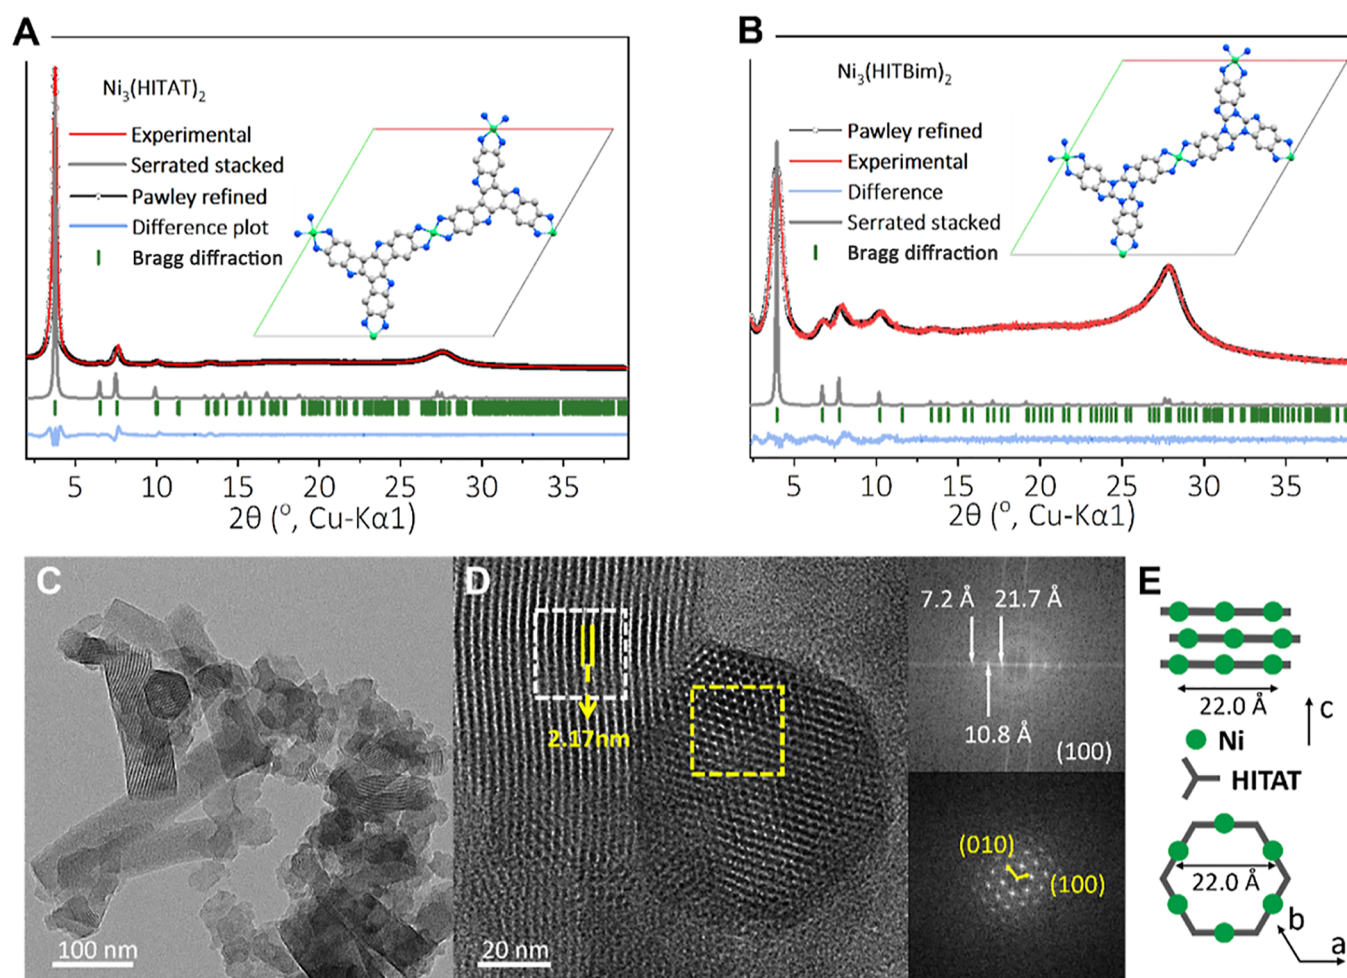 A
Ni3(HITAT)2
Experimental
Serrated stacked
Pawley refined
Difference plot
Bragg diffraction
5 10 15 20 25 30 35
2θ (°, Cu-Kα1)
B
Ni3(HITBim)2
Pawley refined
Experimental
Difference
Serrated stacked
Bragg diffraction
5 10 15 20 25 30 35
2θ (°, Cu-Kα1)
C
100 nm
D
2.17nm
20 nm
7.2 Å 21.7 Å
10.8 Å
(100)
(010)
(100)
E
22.0 Å
c
Ni
HITAT
22.0 Å
b
a